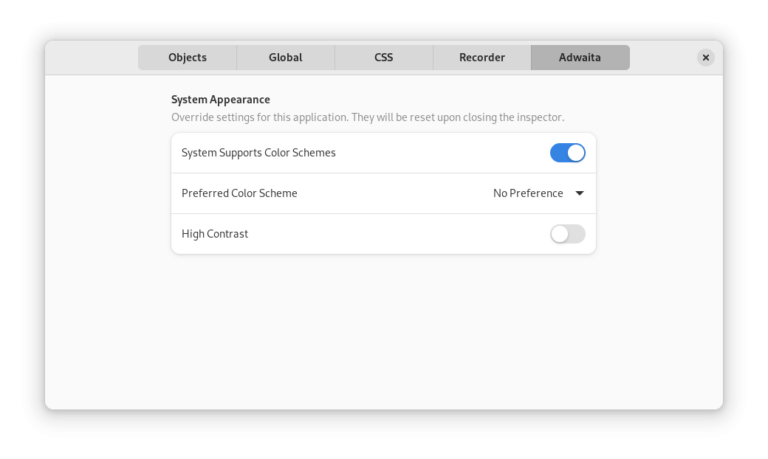 Objects Global CSS Recorder Adwaita
System Appearance
Override settings for this application. They will be reset upon closing the inspector.
System Supports Color Schemes
Preferred Color Scheme No Preference
High Contrast